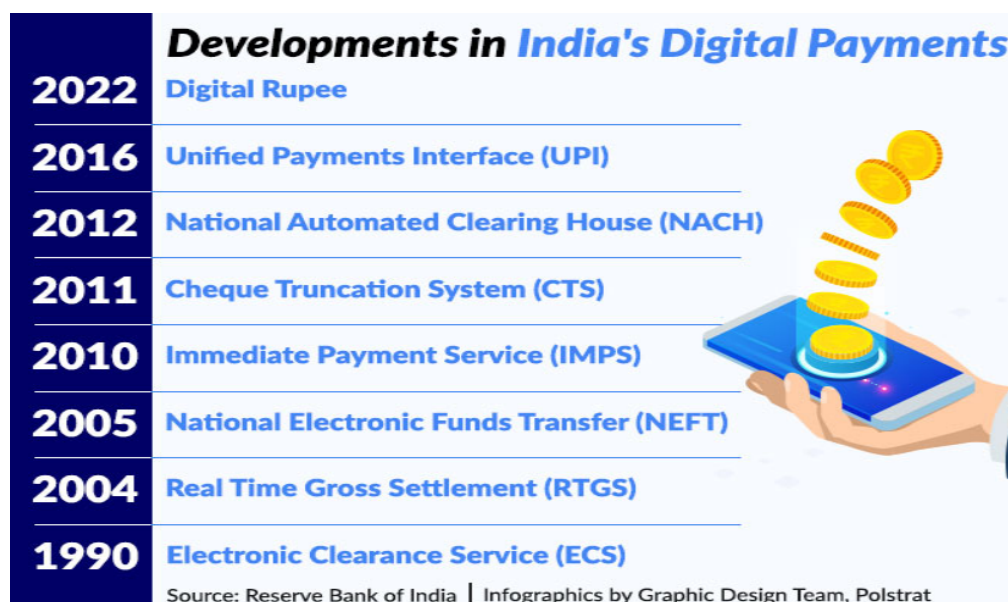 Developments in India's Digital Payments
2022 Digital Rupee
2016 Unified Payments Interface (UPI)
2012 National Automated Clearing House (NACH)
2011 Cheque Truncation System (CTS)
2010 Immediate Payment Service (IMPS)
2005 National Electronic Funds Transfer (NEFT)
2004 Real Time Gross Settlement (RTGS)
1990 Electronic Clearance Service (ECS)
Source: Reserve Bank of India | Infographics by Graphic Design Team, Polstrat